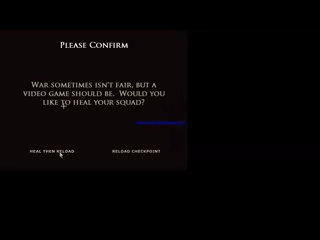 Please Confirm
War sometimes isn't fair, but a
video game should be. Would you
like to heal your squad?
HEAL THEN RELOAD
RELOAD CHECKPOINT